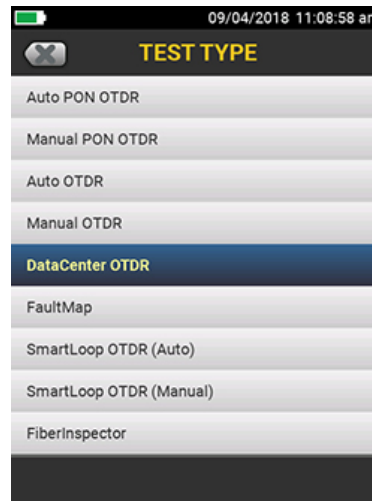 09/04/2018 11:08:58 am
TEST TYPE
Auto PON OTDR
Manual PON OTDR
Auto OTDR
Manual OTDR
DataCenter OTDR
FaultMap
SmartLoop OTDR (Auto)
SmartLoop OTDR (Manual)
FiberInspector